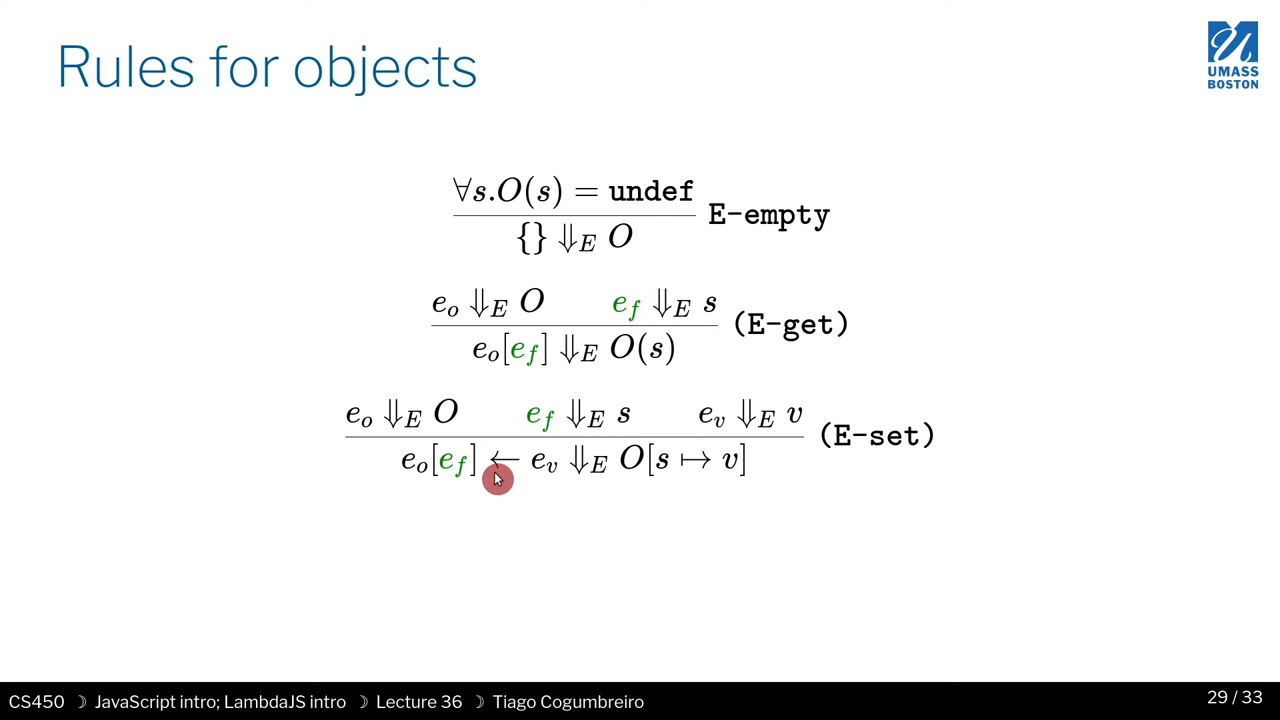 Rules for objects
UMASS
BOSTON
∀s.O(s) = undef
{} ⇓E O
E-empty
eo ⇓E O ef ⇓E s
eo[ef] ⇓E O(s)
(E-get)
eo ⇓E O ef ⇓E s ev ⇓E v
eo[ef] ← ev ⇓E O[s ↦ v]
(E-set)
CS450 ☽ JavaScript intro; LambdaJS intro ☽ Lecture 36 ☽ Tiago Cogumbreiro
29 / 33